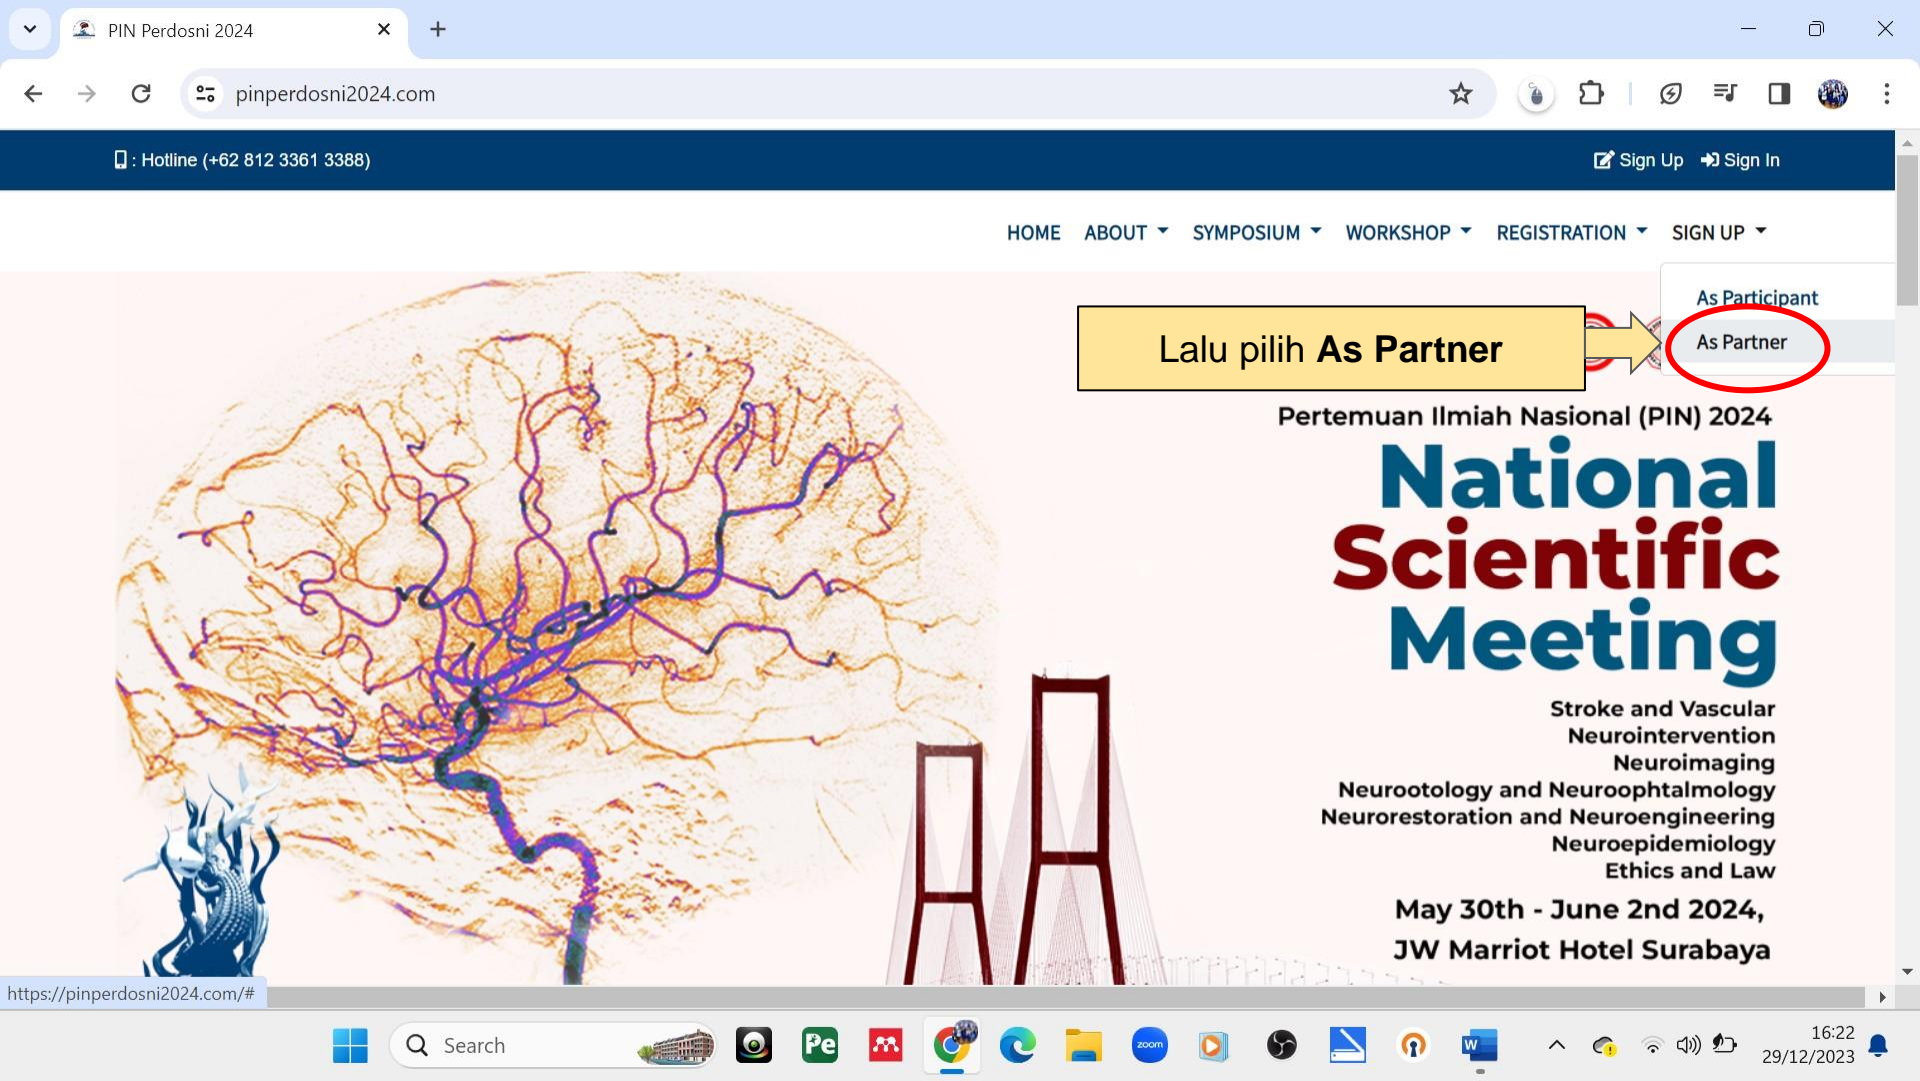 PIN Perdosni 2024
pinperdosni2024.com
: Hotline (+62 812 3361 3388)
Sign Up Sign In
HOME ABOUT SYMPOSIUM WORKSHOP REGISTRATION SIGN UP
As Participant
As Partner
Lalu pilih As Partner
Pertemuan Ilmiah Nasional (PIN) 2024
National
Scientific
Meeting
Stroke and Vascular
Neurointervention
Neuroimaging
Neurootology and Neuroophtalmology
Neurorestoration and Neuroengineering
Neuroepidemiology
Ethics and Law
May 30th - June 2nd 2024,
JW Marriot Hotel Surabaya
https://pinperdosni2024.com/#
Search
Pe
zoom
W
16:22
29/12/2023